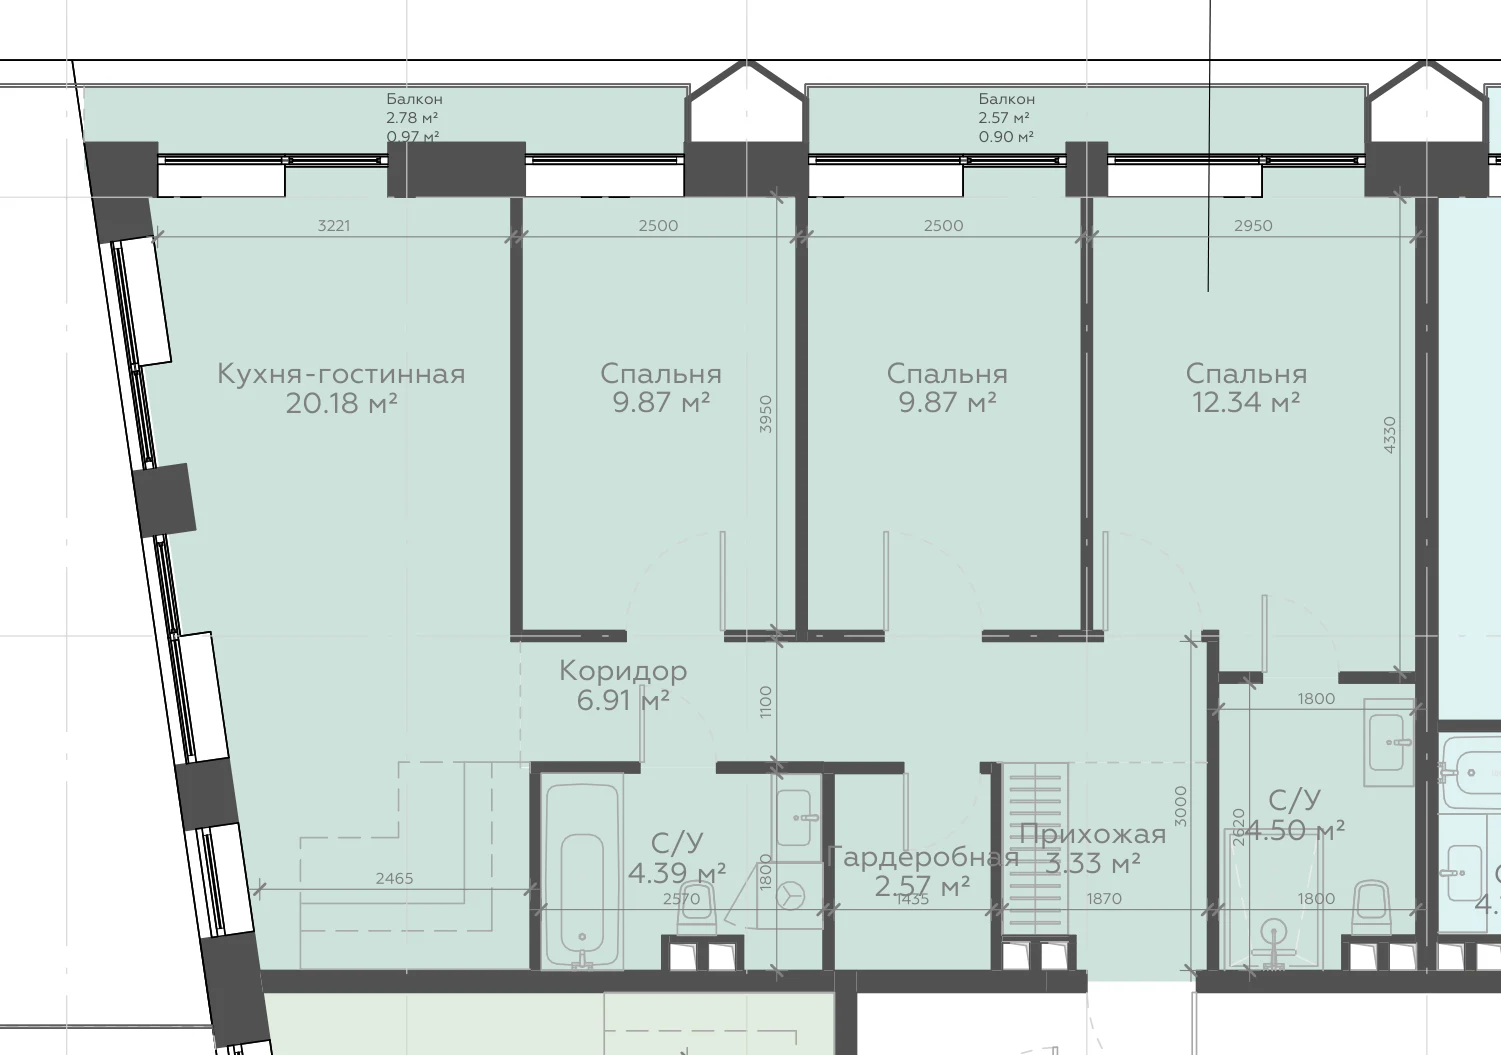 Балкон
2.78 м²
0.97 м²
Балкон
2.57 м²
0.90 м²
3221
2500
2500
2950
Кухня-гостинная
20.18 м²
Спальня
9.87 м²
Спальня
9.87 м²
Спальня
12.34 м²
3950
4330
Коридор
6.91 м²
1100
1800
3000
2620
С/У
4.50 м²
Прихожая
3.33 м²
С/У
4.39 м²
1800
Гардеробная
2.57 м²
2465
2570
1435
1870
1800